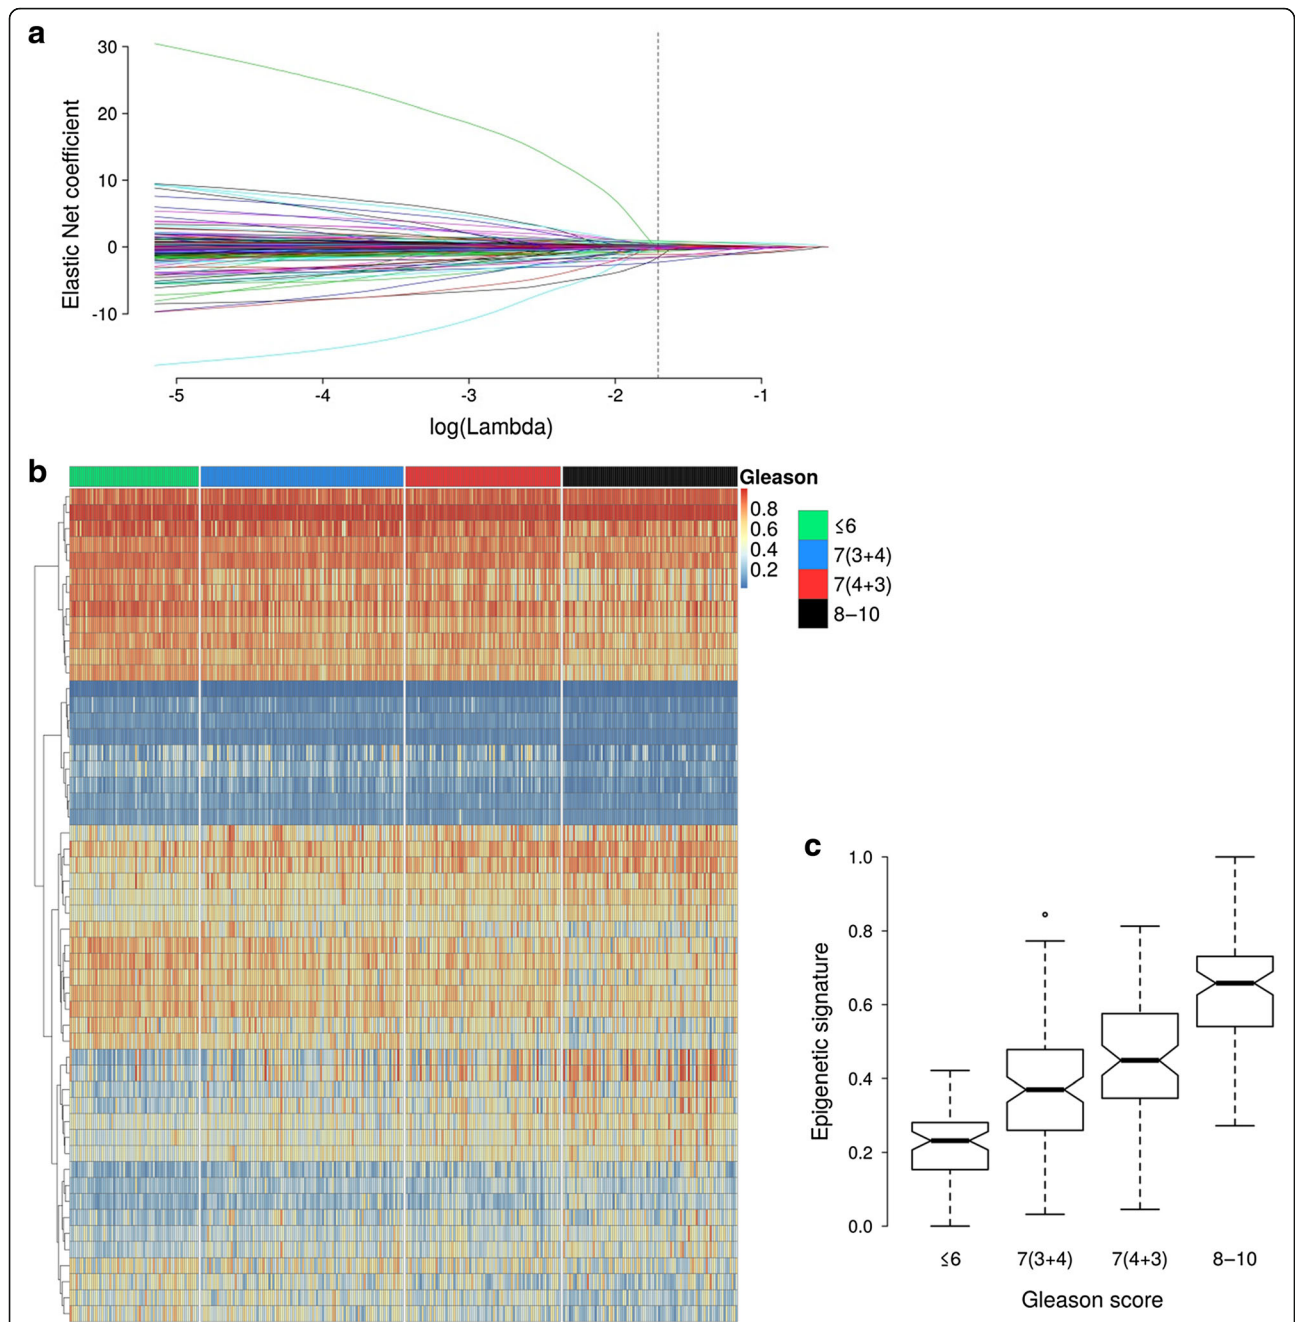 a
30
20
10
0
-10
Elastic Net coefficient
-5 -4 -3 -2 -1
log(Lambda)
b
Gleason
0.8
0.6
0.4
0.2
≤6
7(3+4)
7(4+3)
8–10
c
1.0
0.8
0.6
0.4
0.2
0.0
Epigenetic signature
≤6 7(3+4) 7(4+3) 8–10
Gleason score